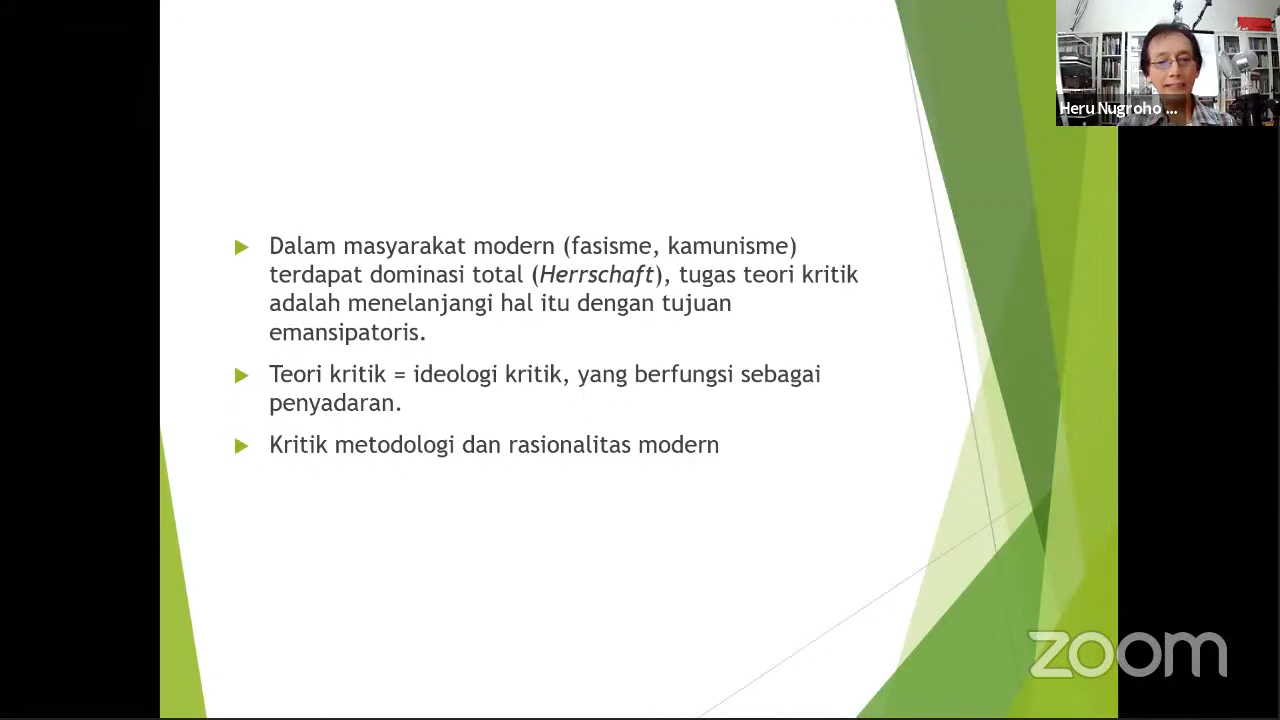 Heru Nugroho ...
Dalam masyarakat modern (fasisme, kamunisme)
terdapat dominasi total (Herrschaft), tugas teori kritik
adalah menelanjangi hal itu dengan tujuan
emansipatoris.
Teori kritik = ideologi kritik, yang berfungsi sebagai
penyadaran.
Kritik metodologi dan rasionalitas modern
zoom